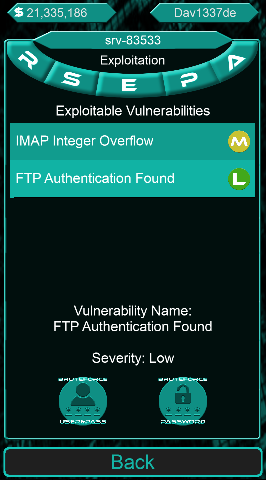 $ 21,335,186
Dav1337de
srv-83533
Exploitation
R S E P A
Exploitable Vulnerabilities
IMAP Integer Overflow
M
FTP Authentication Found
L
Vulnerability Name:
FTP Authentication Found
Severity: Low
BRUTEFORCE
BRUTEFORCE
USER&PASS
PASSWORD
Back